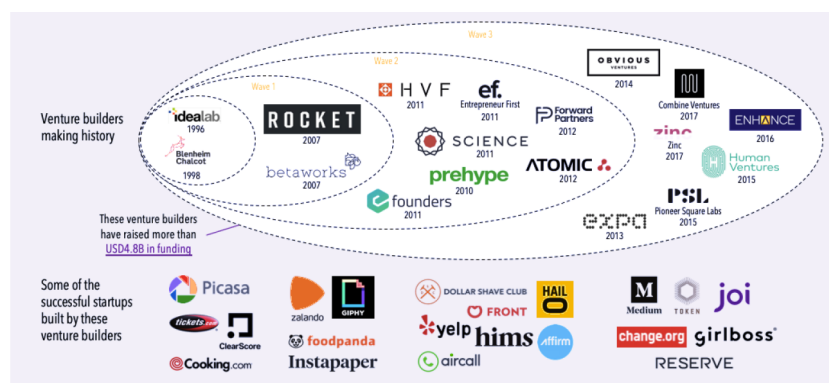 Wave 3
Wave 2
Wave 1
Venture builders
making history
idealab
1996
Blenheim
Chalcot
1998
ROCKET
2007
betaworks
2007
HVF
2011
ef.
Entrepreneur First
2011
Forward
Partners
2012
SCIENCE
2011
prehype
2010
ATOMIC
2012
founders
2011
OBVIOUS
VENTURES
2014
Combine Ventures
2017
zinc
Zinc
2017
ENHANCE
2016
Human
Ventures
2015
PSL
Pioneer Square Labs
2015
expa
2013
These venture builders
have raised more than
USD4.8B in funding
Some of the
successful startups
built by these
venture builders
Picasa
tickets.com
ClearScore
Cooking.com
zalando
GIPHY
foodpanda
Instapaper
DOLLAR SHAVE CLUB
HAIL
O
FRONT
yelp
hims
affirm
aircall
M
Medium
TOKEN
joi
change.org
girlboss®
RESERVE